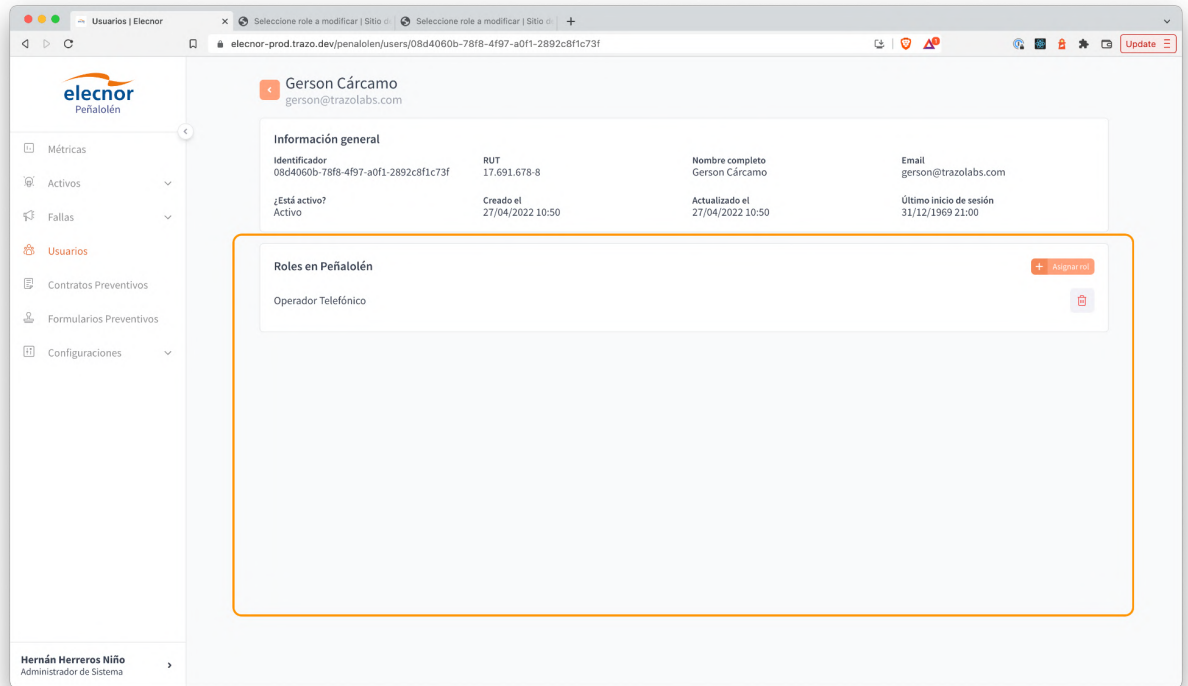 Usuarios | Elecnor
Seleccione role a modificar | Sitio d
Seleccione role a modificar | Sitio d
elecnor-prod.trazo.dev/penalolen/users/08d4060b-78f8-4f97-a0f1-2892c8f1c73f
Update
elecnor
Peñalolén
Métricas
Activos
Fallas
Usuarios
Contratos Preventivos
Formularios Preventivos
Configuraciones
Hernán Herreros Niño
Administrador de Sistema
Gerson Cárcamo
gerson@trazolabs.com
Información general
Identificador RUT Nombre completo Email
08d4060b-78f8-4f97-a0f1-2892c8f1c73f 17.691.678-8 Gerson Cárcamo gerson@trazolabs.com
¿Está activo? Creado el Actualizado el Último inicio de sesión
Activo 27/04/2022 10:50 27/04/2022 10:50 31/12/1969 21:00
Roles en Peñalolén
+ Asignar rol
Operador Telefónico